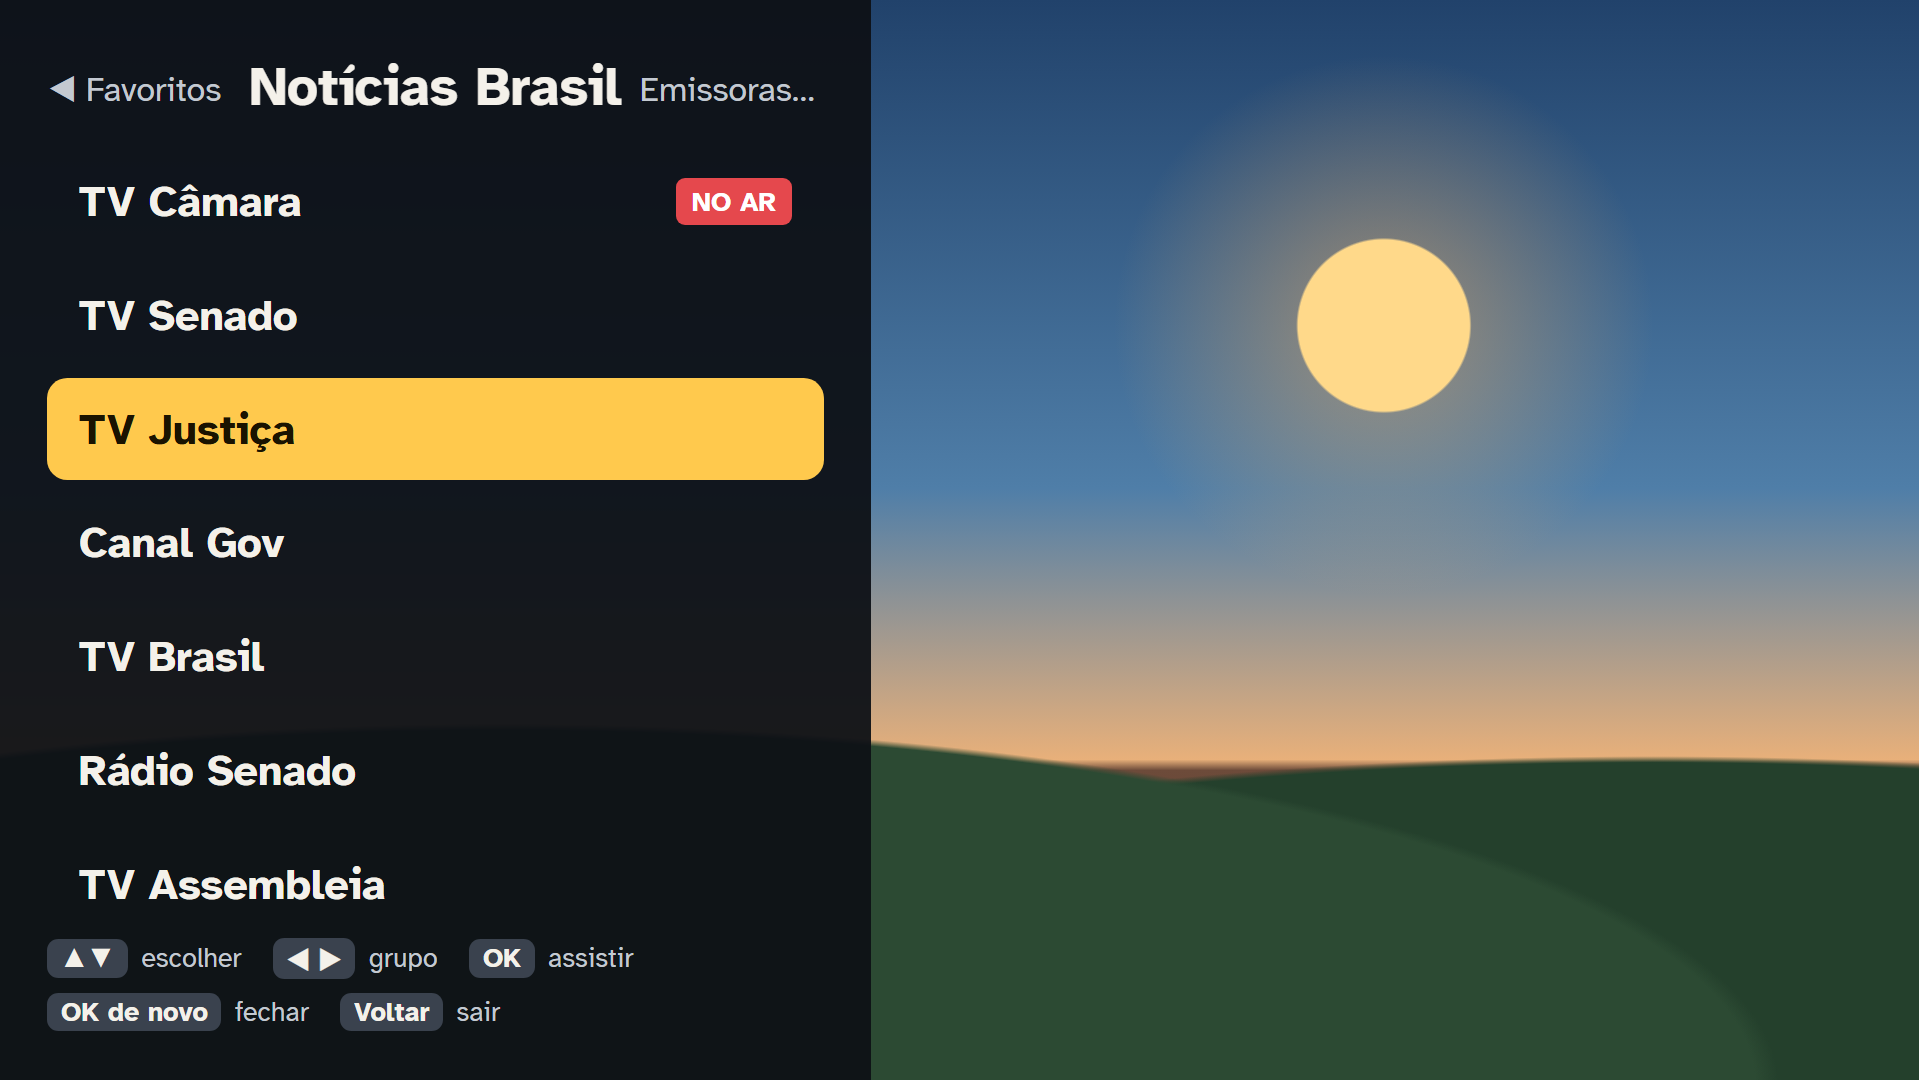 ◀ Favoritos Notícias Brasil Emissoras...
TV Câmara NO AR
TV Senado
TV Justiça
Canal Gov
TV Brasil
Rádio Senado
TV Assembleia
▲▼ escolher ◀ ▶ grupo OK assistir
OK de novo fechar Voltar sair